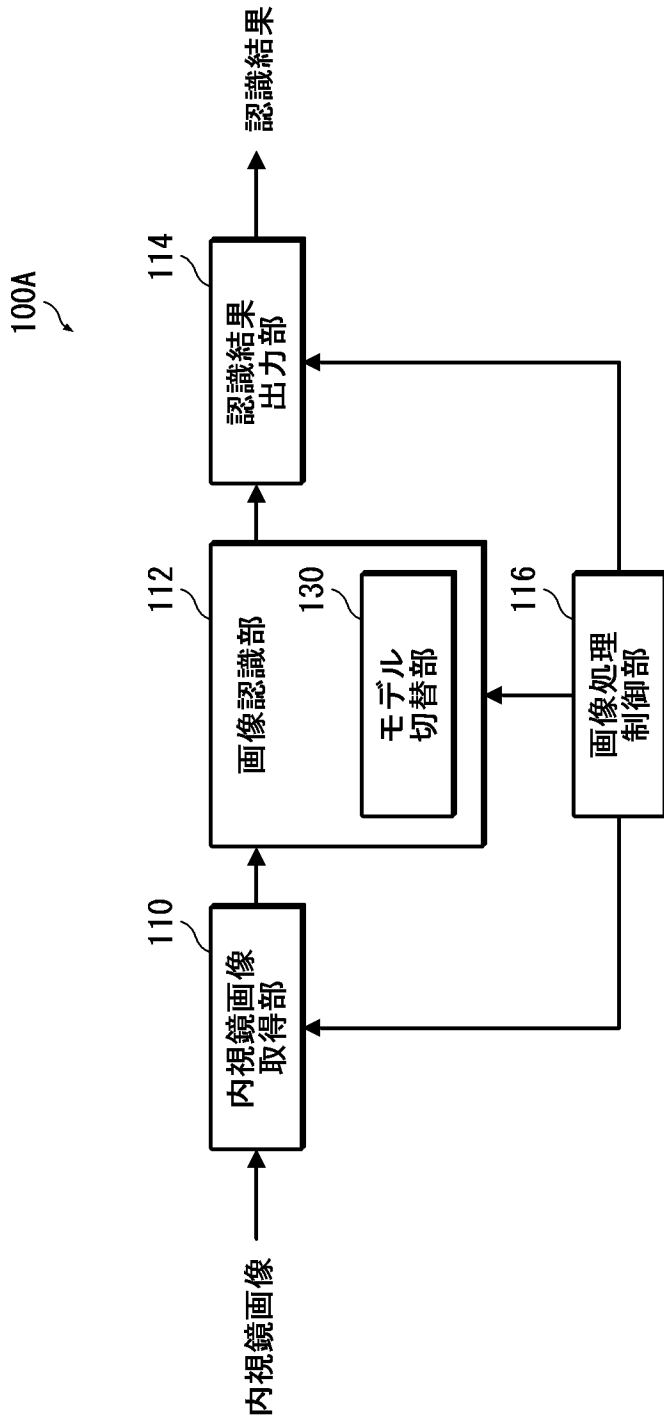 100A
内視鏡画像
110
内視鏡画像
取得部
112
画像認識部
130
モデル
切替部
114
認識結果
出力部
認識結果
116
画像処理
制御部